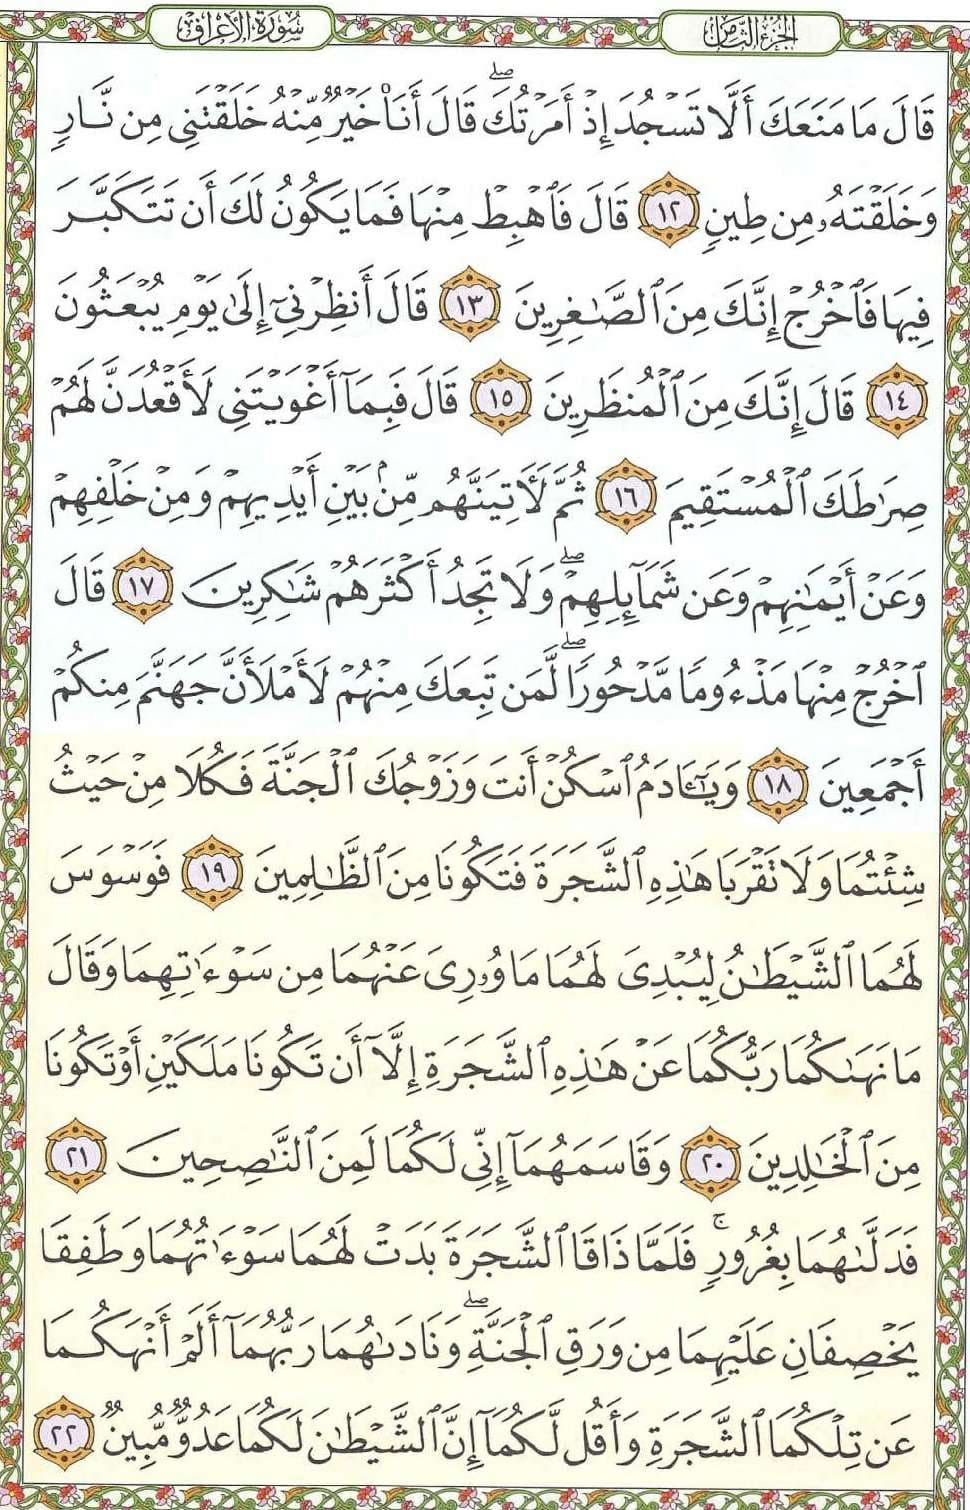 الجزء الثامن
سورة الأعراف
قَالَ مَا مَنَعَكَ أَلَّا تَسْجُدَ إِذْ أَمَرْتُكَ ۖ قَالَ أَنَا۠ خَيْرٌ مِّنْهُ خَلَقْتَنِى مِن نَّارٍ
وَخَلَقْتَهُۥ مِن طِينٍ ١٢ قَالَ فَٱهْبِطْ مِنْهَا فَمَا يَكُونُ لَكَ أَن تَتَكَبَّرَ
فِيهَا فَٱخْرُجْ إِنَّكَ مِنَ ٱلصَّٰغِرِينَ ١٣ قَالَ أَنظِرْنِىٓ إِلَىٰ يَوْمِ يُبْعَثُونَ
١٤ قَالَ إِنَّكَ مِنَ ٱلْمُنظَرِينَ ١٥ قَالَ فَبِمَآ أَغْوَيْتَنِى لَأَقْعُدَنَّ لَهُمْ
صِرَٰطَكَ ٱلْمُسْتَقِيمَ ١٦ ثُمَّ لَأٓتِيَنَّهُم مِّنۢ بَيْنِ أَيْدِيهِمْ وَمِنْ خَلْفِهِمْ
وَعَنْ أَيْمَٰنِهِمْ وَعَن شَمَآئِلِهِمْ ۖ وَلَا تَجِدُ أَكْثَرَهُمْ شَٰكِرِينَ ١٧ قَالَ
ٱخْرُجْ مِنْهَا مَذْءُومًا مَّدْحُورًا ۖ لَّمَن تَبِعَكَ مِنْهُمْ لَأَمْلَأَنَّ جَهَنَّمَ مِنكُمْ
أَجْمَعِينَ ١٨ وَيَٰٓـَٔادَمُ ٱسْكُنْ أَنتَ وَزَوْجُكَ ٱلْجَنَّةَ فَكُلَا مِنْ حَيْثُ
شِئْتُمَا وَلَا تَقْرَبَا هَٰذِهِ ٱلشَّجَرَةَ فَتَكُونَا مِنَ ٱلظَّٰلِمِينَ ١٩ فَوَسْوَسَ
لَهُمَا ٱلشَّيْطَٰنُ لِيُبْدِىَ لَهُمَا مَا وُۥرِىَ عَنْهُمَا مِن سَوْءَٰتِهِمَا وَقَالَ
مَا نَهَىٰكُمَا رَبُّكُمَا عَنْ هَٰذِهِ ٱلشَّجَرَةِ إِلَّآ أَن تَكُونَا مَلَكَيْنِ أَوْ تَكُونَا
مِنَ ٱلْخَٰلِدِينَ ٢٠ وَقَاسَمَهُمَآ إِنِّى لَكُمَا لَمِنَ ٱلنَّٰصِحِينَ ٢١
فَدَلَّىٰهُمَا بِغُرُورٍ ۚ فَلَمَّا ذَاقَا ٱلشَّجَرَةَ بَدَتْ لَهُمَا سَوْءَٰتُهُمَا وَطَفِقَا
يَخْصِفَانِ عَلَيْهِمَا مِن وَرَقِ ٱلْجَنَّةِ ۖ وَنَادَىٰهُمَا رَبُّهُمَآ أَلَمْ أَنْهَكُمَا
عَن تِلْكُمَا ٱلشَّجَرَةِ وَأَقُل لَّكُمَآ إِنَّ ٱلشَّيْطَٰنَ لَكُمَا عَدُوٌّ مُّبِينٌ ٢٢